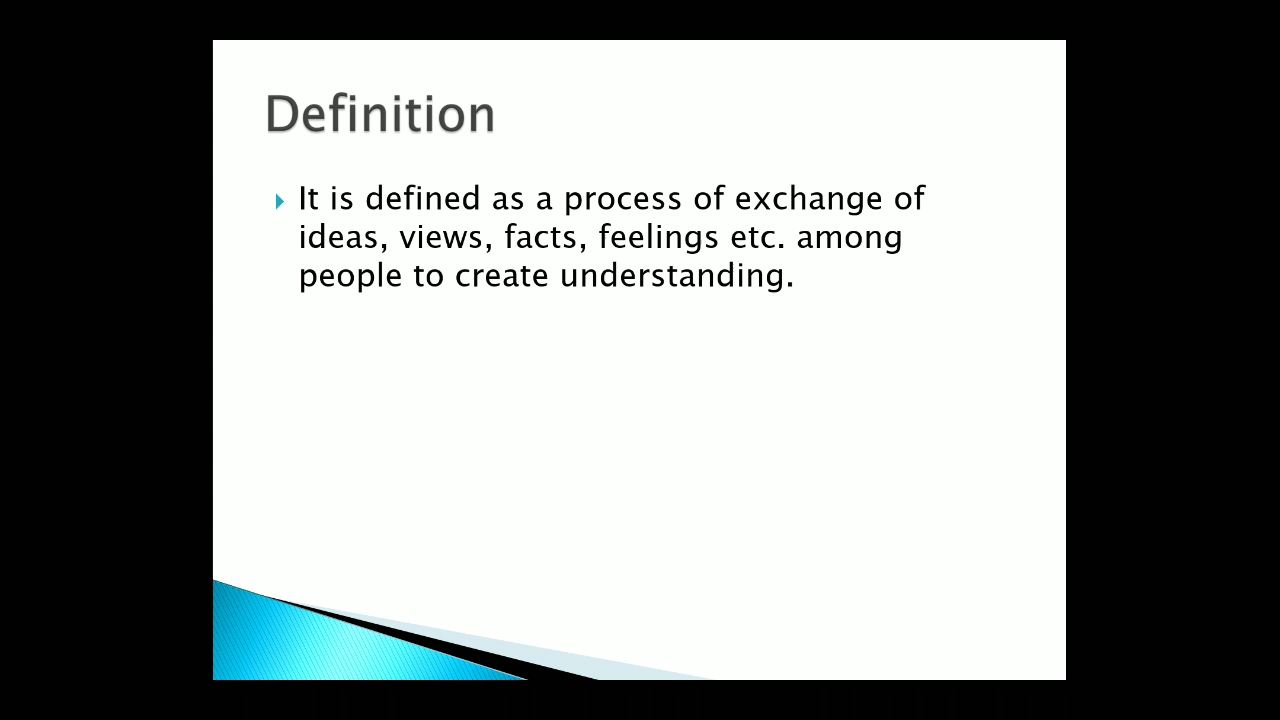 Definition
It is defined as a process of exchange of
ideas, views, facts, feelings etc. among
people to create understanding.